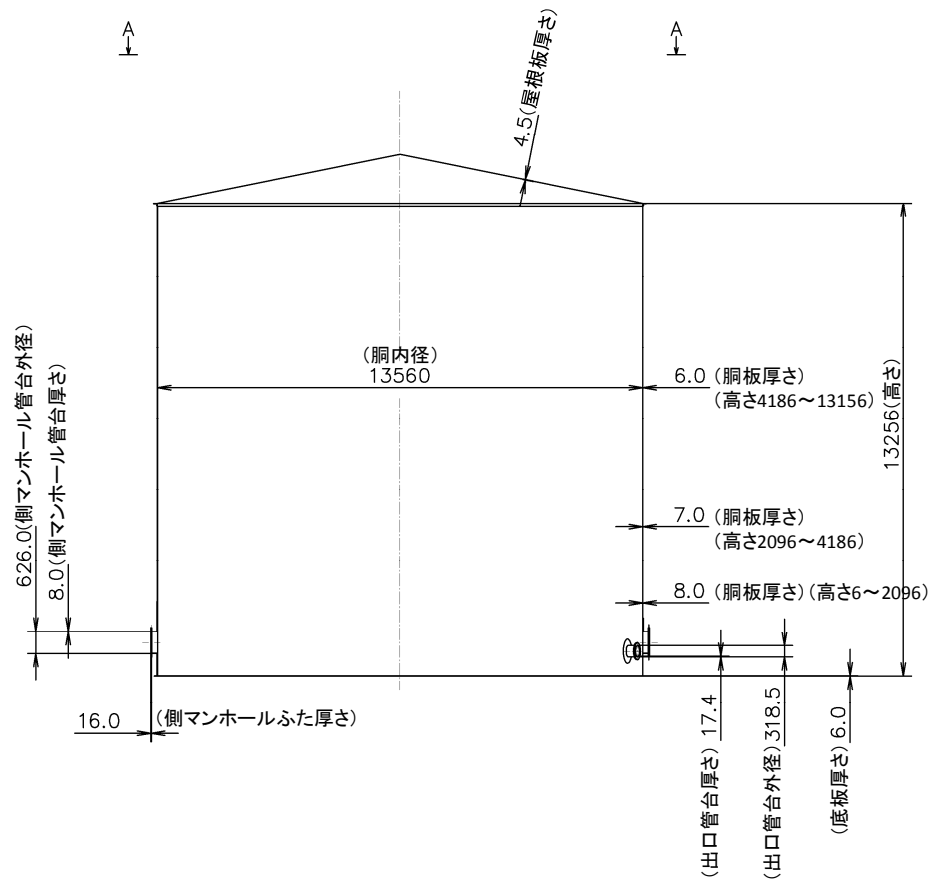 A
A
4.5(屋根板厚さ)
(胴内径)
13560
6.0 (胴板厚さ)
(高さ4186～13156)
13256(高さ)
626.0(側マンホール管台外径)
8.0(側マンホール管台厚さ)
7.0 (胴板厚さ)
(高さ2096～4186)
8.0 (胴板厚さ) (高さ6～2096)
16.0 (側マンホールふた厚さ)
(出口管台厚さ) 17.4
(出口管台外径) 318.5
(底板厚さ) 6.0